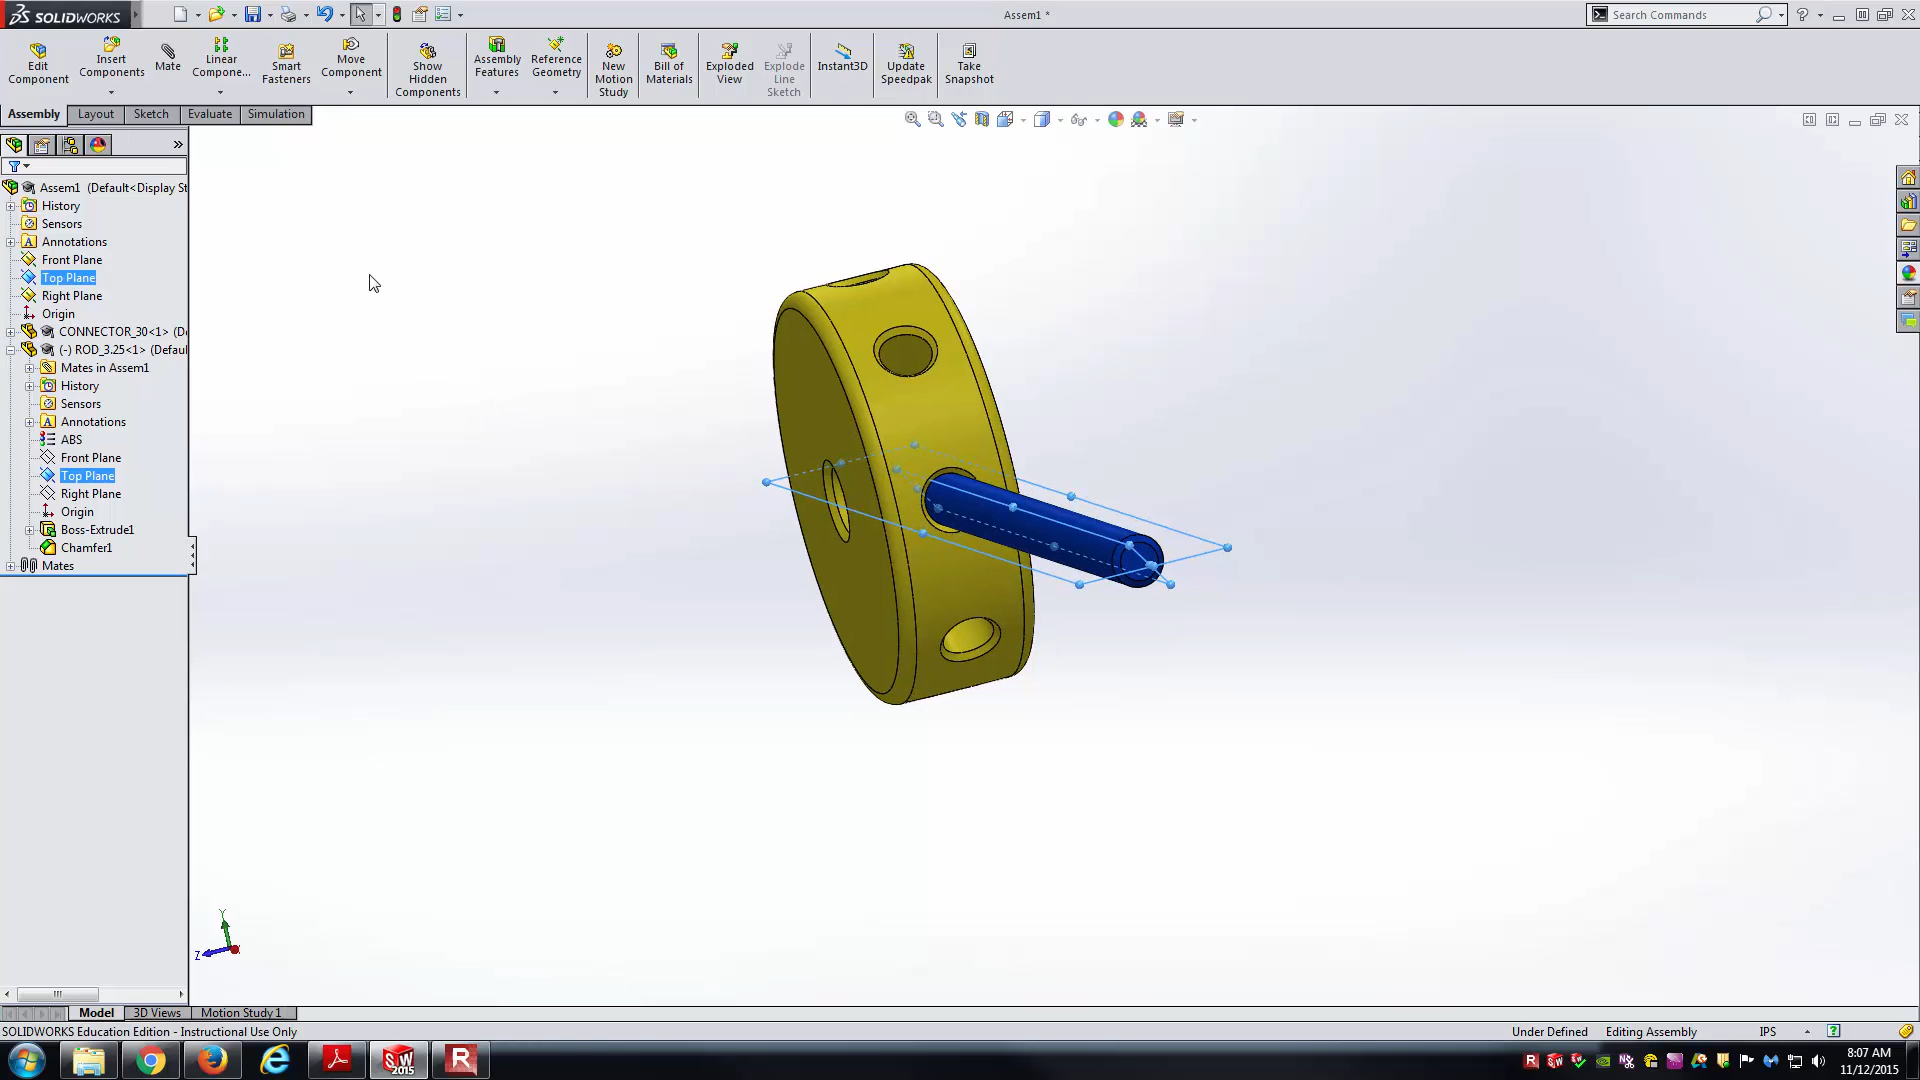 SOLIDWORKS
Assem1 *
Search Commands
Edit Component
Insert Components
Mate
Linear Compone...
Smart Fasteners
Move Component
Show Hidden Components
Assembly Features
Reference Geometry
New Motion Study
Bill of Materials
Exploded View
Explode Line Sketch
Instant3D
Update Speedpak
Take Snapshot
Assembly Layout Sketch Evaluate Simulation
Assem1 (Default<Display St
History
Sensors
Annotations
Front Plane
Top Plane
Right Plane
Origin
CONNECTOR_30<1> (De
(-) ROD_3.25<1> (Defaul
Mates in Assem1
History
Sensors
Annotations
ABS
Front Plane
Top Plane
Right Plane
Origin
Boss-Extrude1
Chamfer1
Mates
Y
Z
Model 3D Views Motion Study 1
SOLIDWORKS Education Edition - Instructional Use Only
Under Defined Editing Assembly IPS
SW 2015
R
8:07 AM
11/12/2015